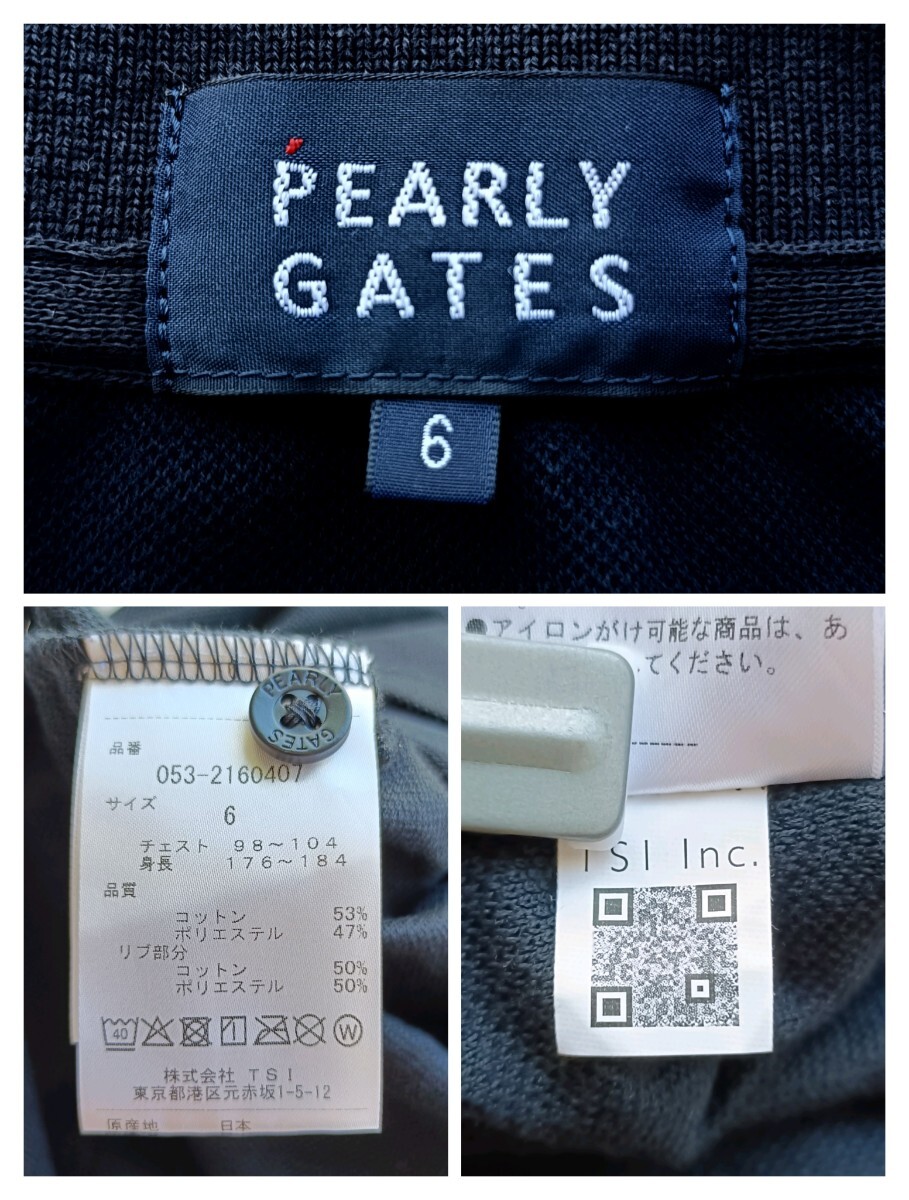 PEARLY
GATES
6
品番
053-2160407
サイズ
6
チェスト 98～104
身長 176～184
品質
コットン 53%
ポリエステル 47%
リブ部分
コットン 50%
ポリエステル 50%
40
W
株式会社 TSI
東京都港区元赤坂1-5-12
原産地 日本
PEARLY
GATES
●アイロンがけ可能な商品は、あ
てください。
TSI Inc.